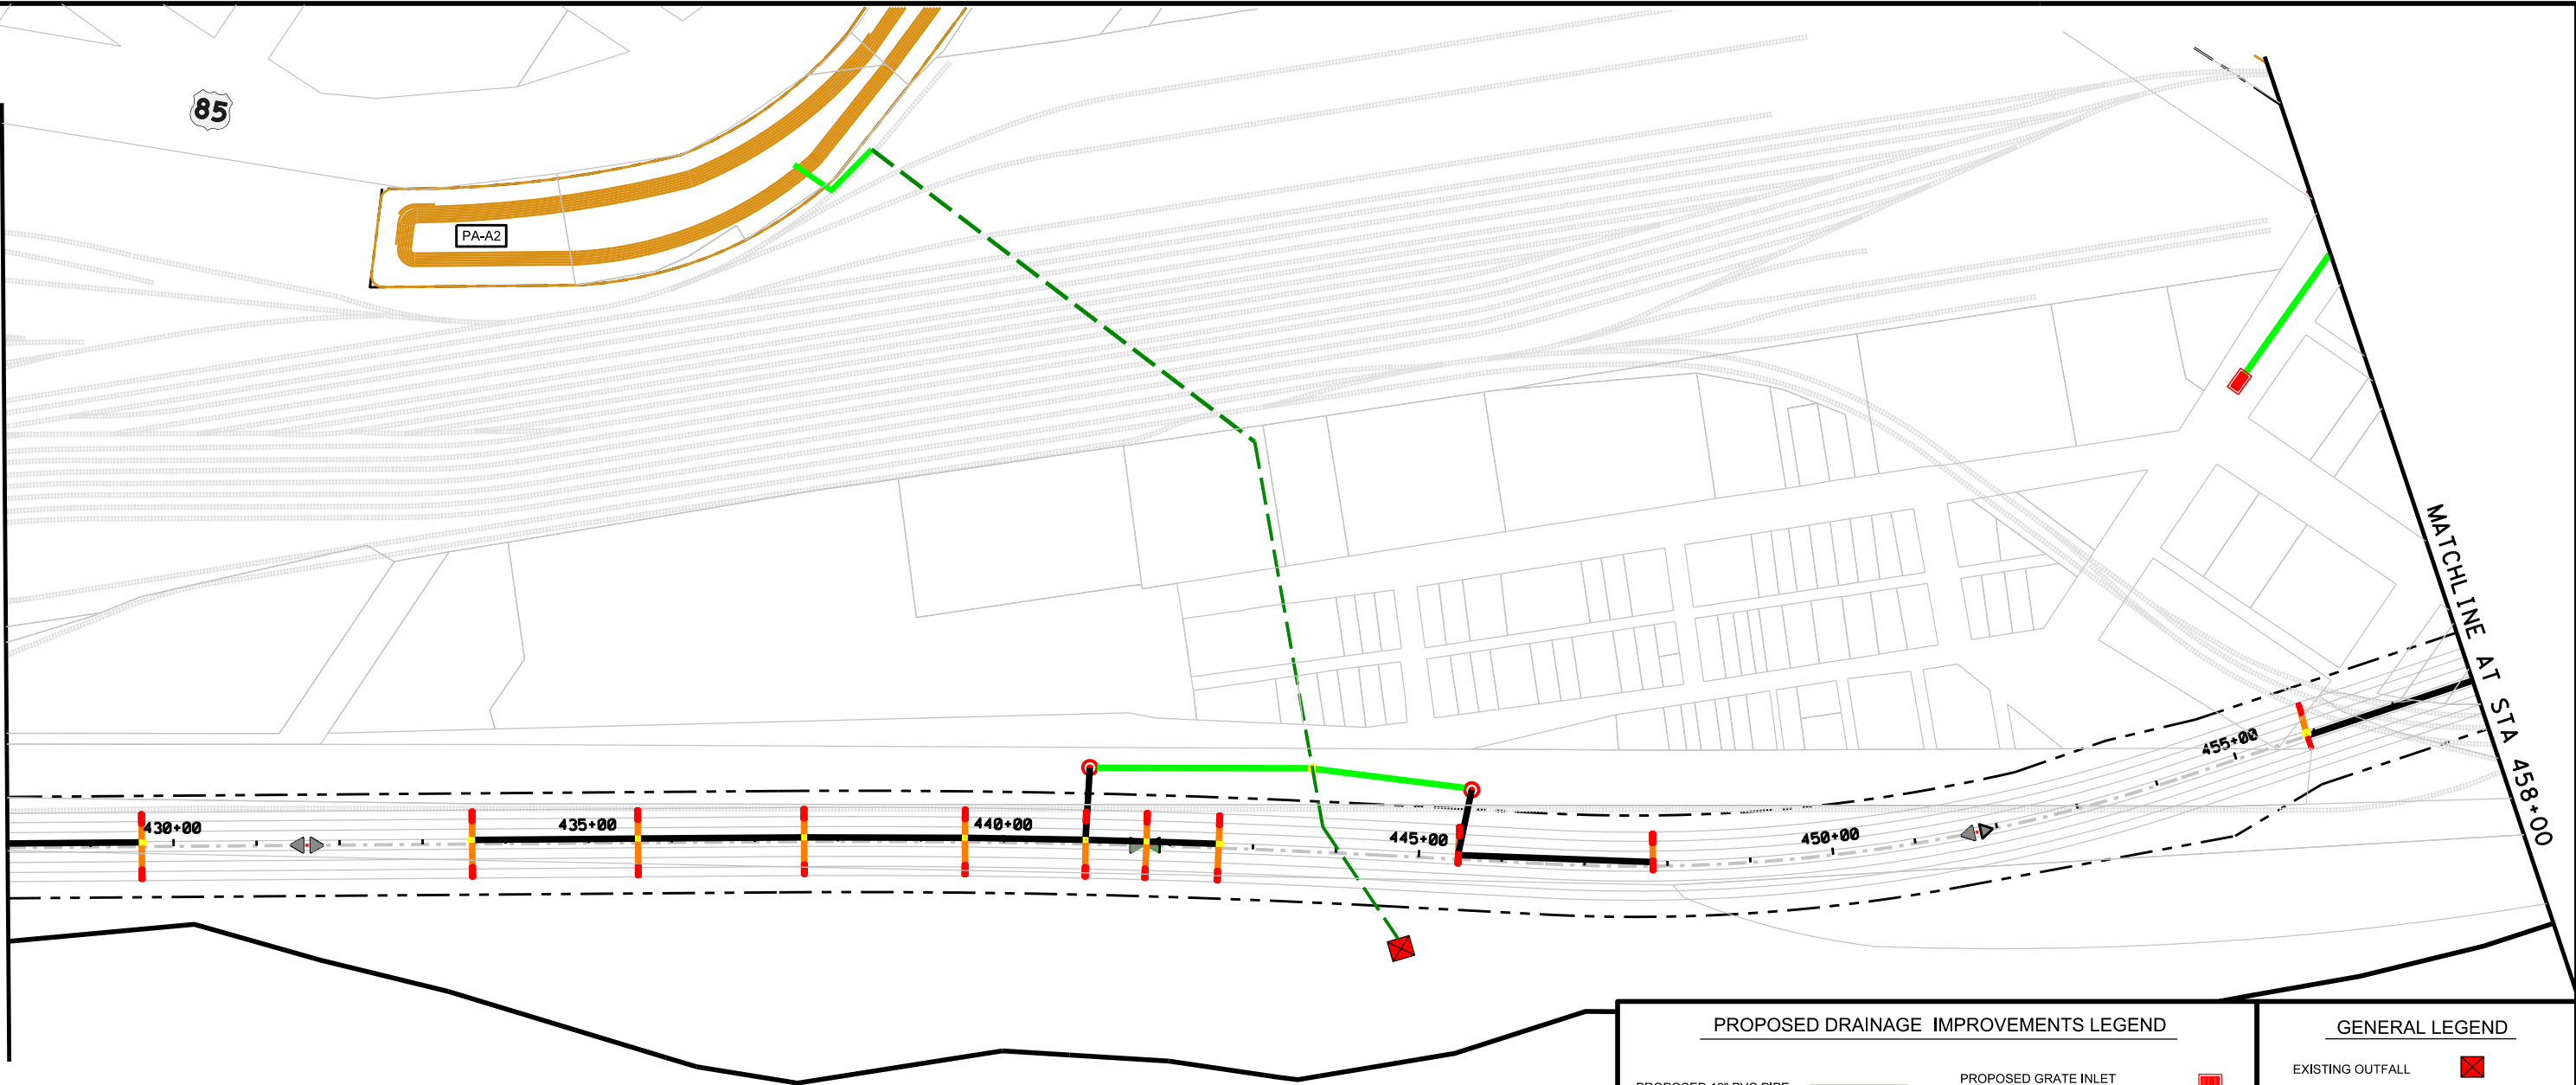 85
PA-A2
MATCHLINE AT STA 458+00
455+00
430+00
435+00
440+00
445+00
450+00
PROPOSED DRAINAGE IMPROVEMENTS LEGEND
GENERAL LEGEND
EXISTING OUTFALL
PROPOSED GRATE INLET